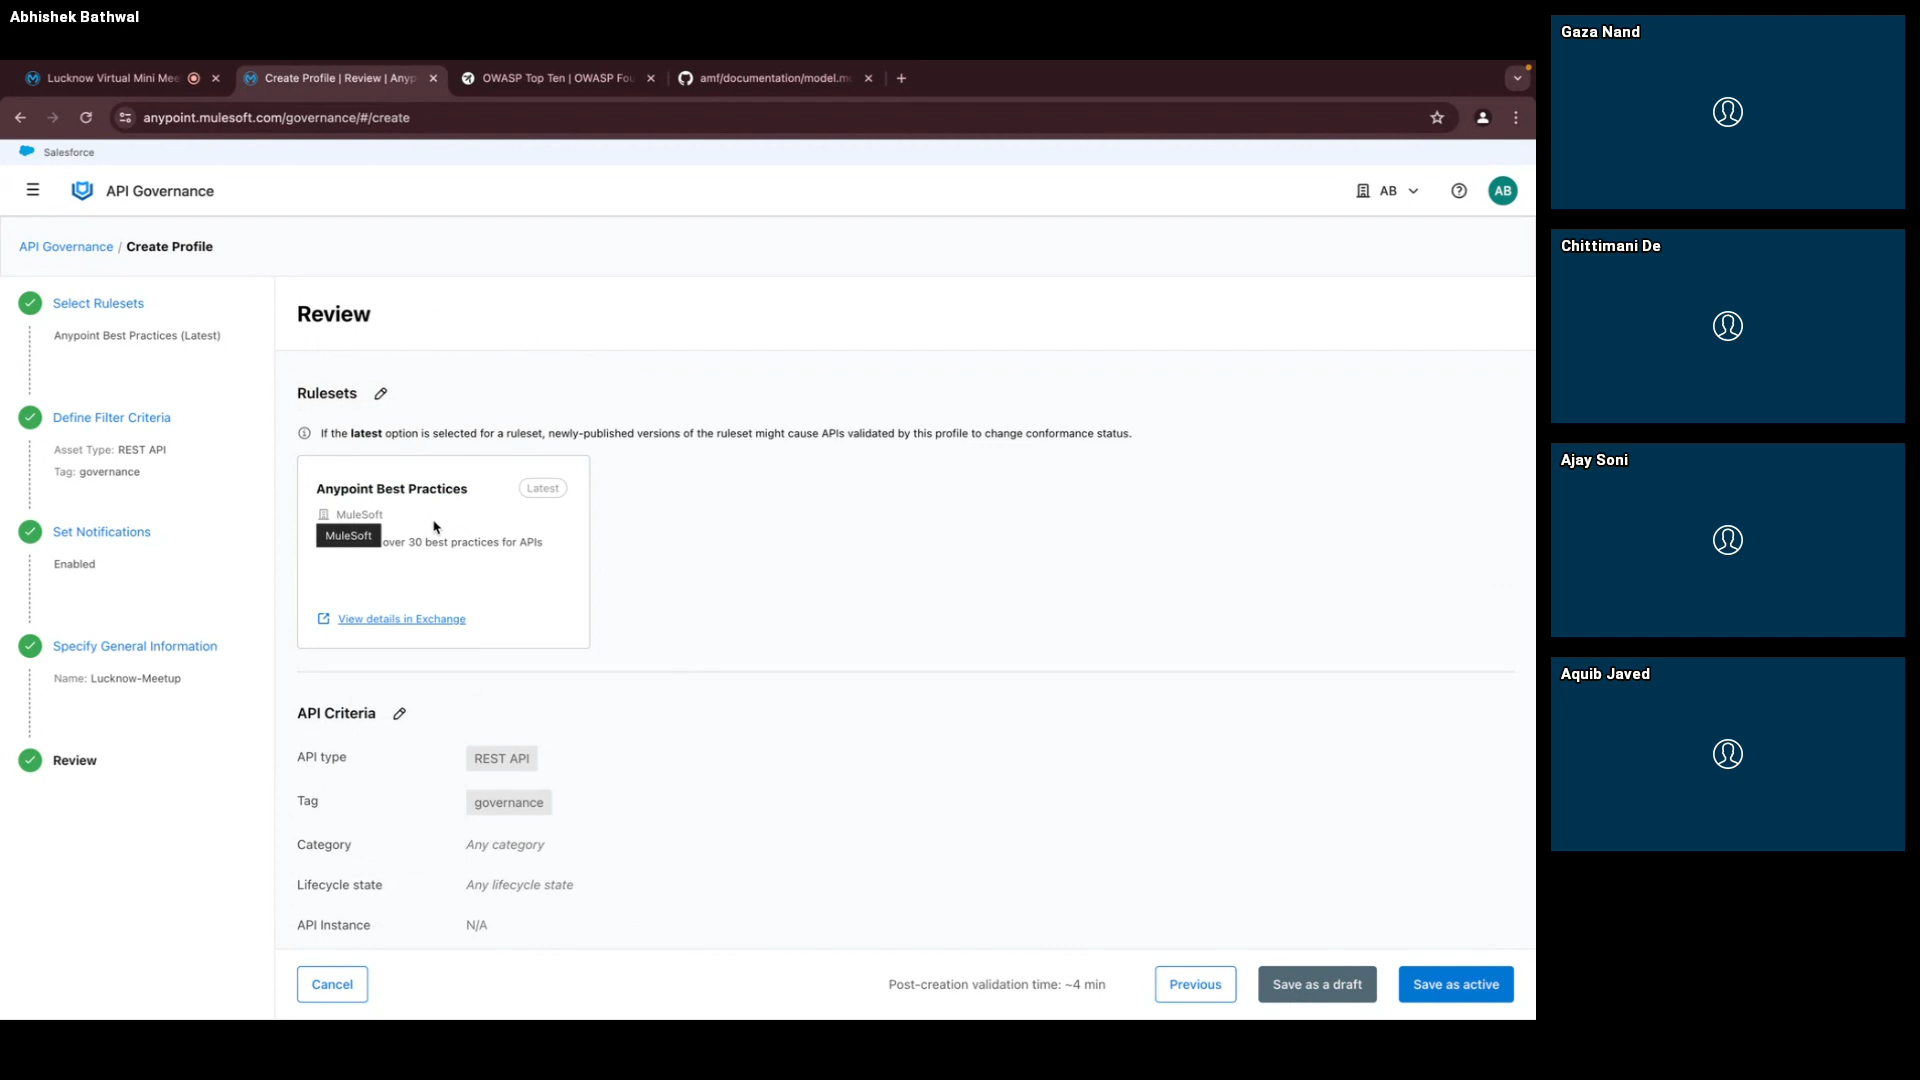 Abhishek Bathwal
Lucknow Virtual Mini Mee
Create Profile | Review | Anyp
OWASP Top Ten | OWASP Fou
amf/documentation/model.m
anypoint.mulesoft.com/governance/#/create
Salesforce
API Governance
AB
AB
API Governance / Create Profile
Select Rulesets
Anypoint Best Practices (Latest)
Define Filter Criteria
Asset Type: REST API
Tag: governance
Set Notifications
Enabled
Specify General Information
Name: Lucknow-Meetup
Review
Review
Rulesets
If the latest option is selected for a ruleset, newly-published versions of the ruleset might cause APIs validated by this profile to change conformance status.
Anypoint Best Practices
Latest
MuleSoft
MuleSoft
over 30 best practices for APIs
View details in Exchange
API Criteria
API type
REST API
Tag
governance
Category
Any category
Lifecycle state
Any lifecycle state
API Instance
N/A
Cancel
Post-creation validation time: ~4 min
Previous
Save as a draft
Save as active
Gaza Nand
Chittimani De
Ajay Soni
Aquib Javed